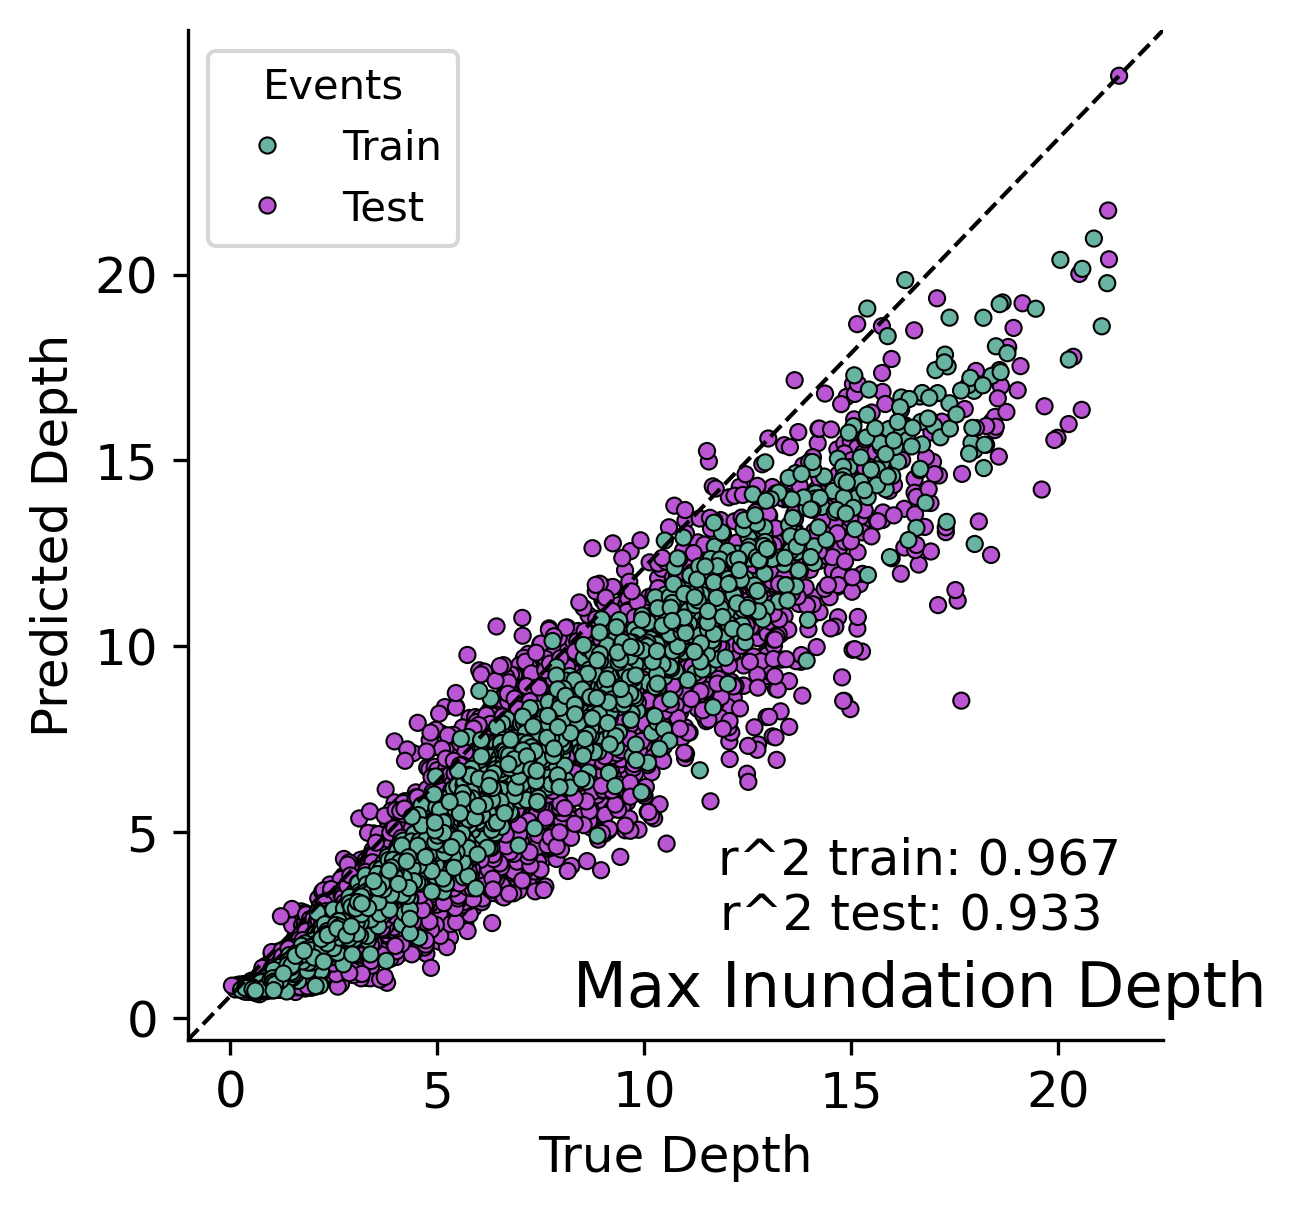 Events
Train
Test
Predicted Depth
20
15
10
5
0
r^2 train: 0.967
r^2 test: 0.933
Max Inundation Depth
0 5 10 15 20
True Depth